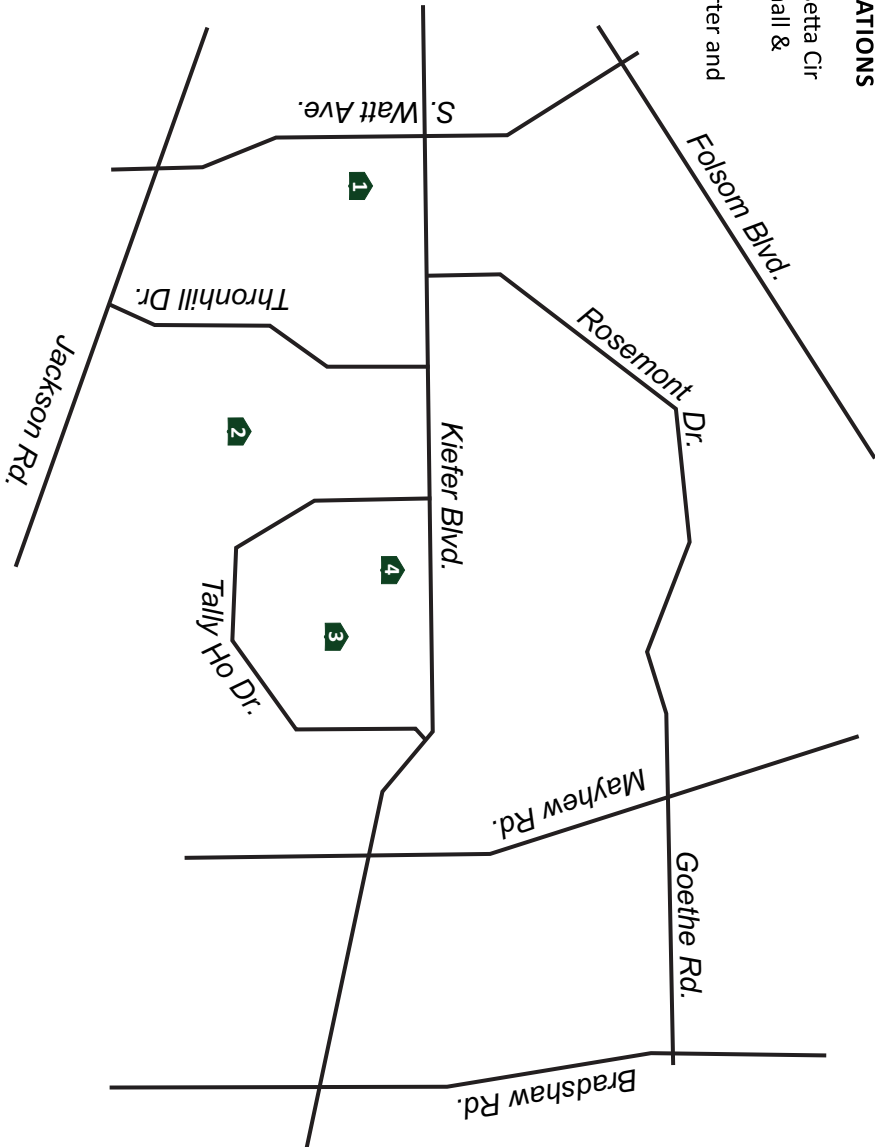 ATIONS
etta Cir
all &
rter and
Folsom Blvd.
Rosemont Dr.
Goethe Rd.
S. Watt Ave.
Kiefer Blvd.
Mayhew Rd.
Bradshaw Rd.
Thronhill Dr.
Tally Ho Dr.
Jackson Rd.
1
2
4
3